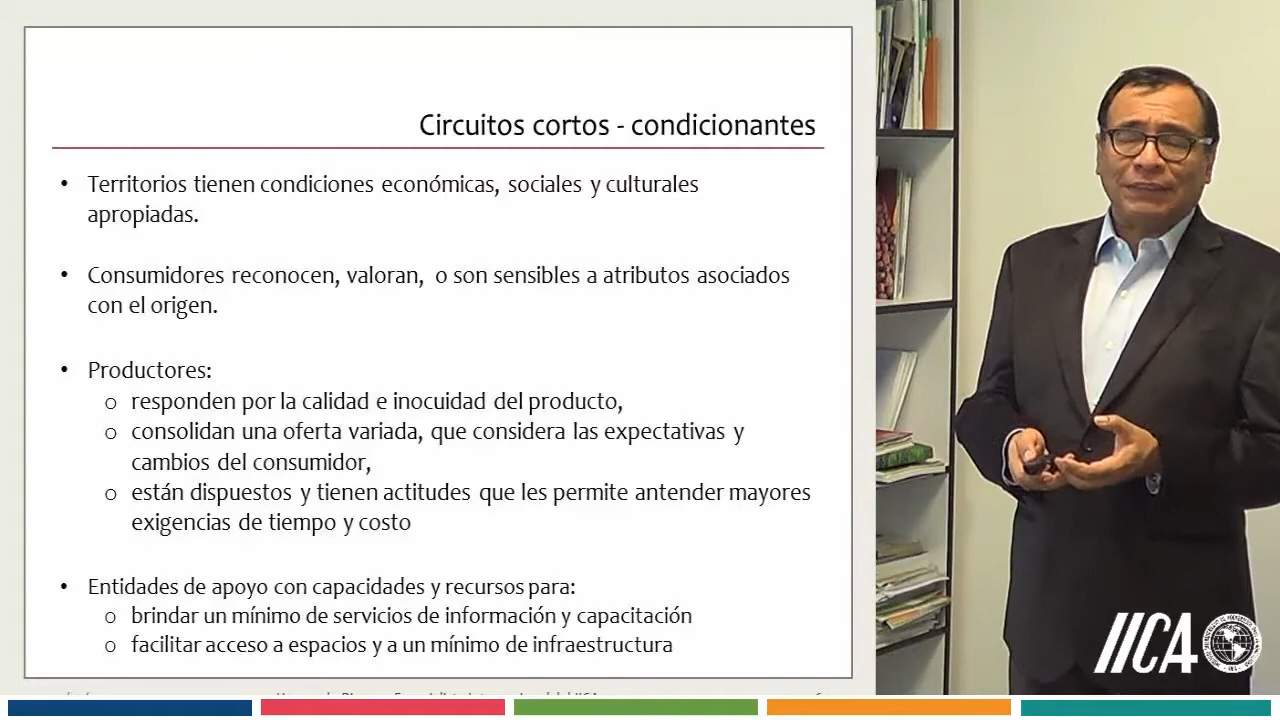 Circuitos cortos - condicionantes
• Territorios tienen condiciones económicas, sociales y culturales
apropiadas.
• Consumidores reconocen, valoran, o son sensibles a atributos asociados
con el origen.
• Productores:
o responden por la calidad e inocuidad del producto,
o consolidan una oferta variada, que considera las expectativas y
cambios del consumidor,
o están dispuestos y tienen actitudes que les permite antender mayores
exigencias de tiempo y costo
• Entidades de apoyo con capacidades y recursos para:
o brindar un mínimo de servicios de información y capacitación
o facilitar acceso a espacios y a un mínimo de infraestructura
IICA